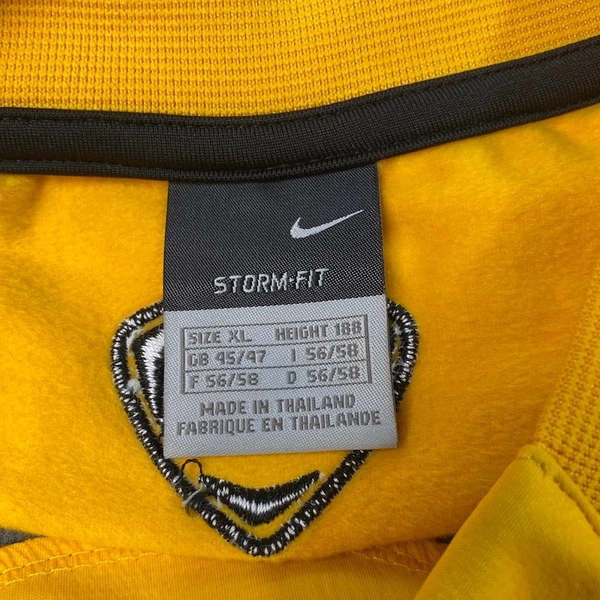 STORM•FIT
SIZE XL HEIGHT 188
GB 45/47 I 56/58
F 56/58 D 56/58
MADE IN THAILAND
FABRIQUE EN THAILANDE